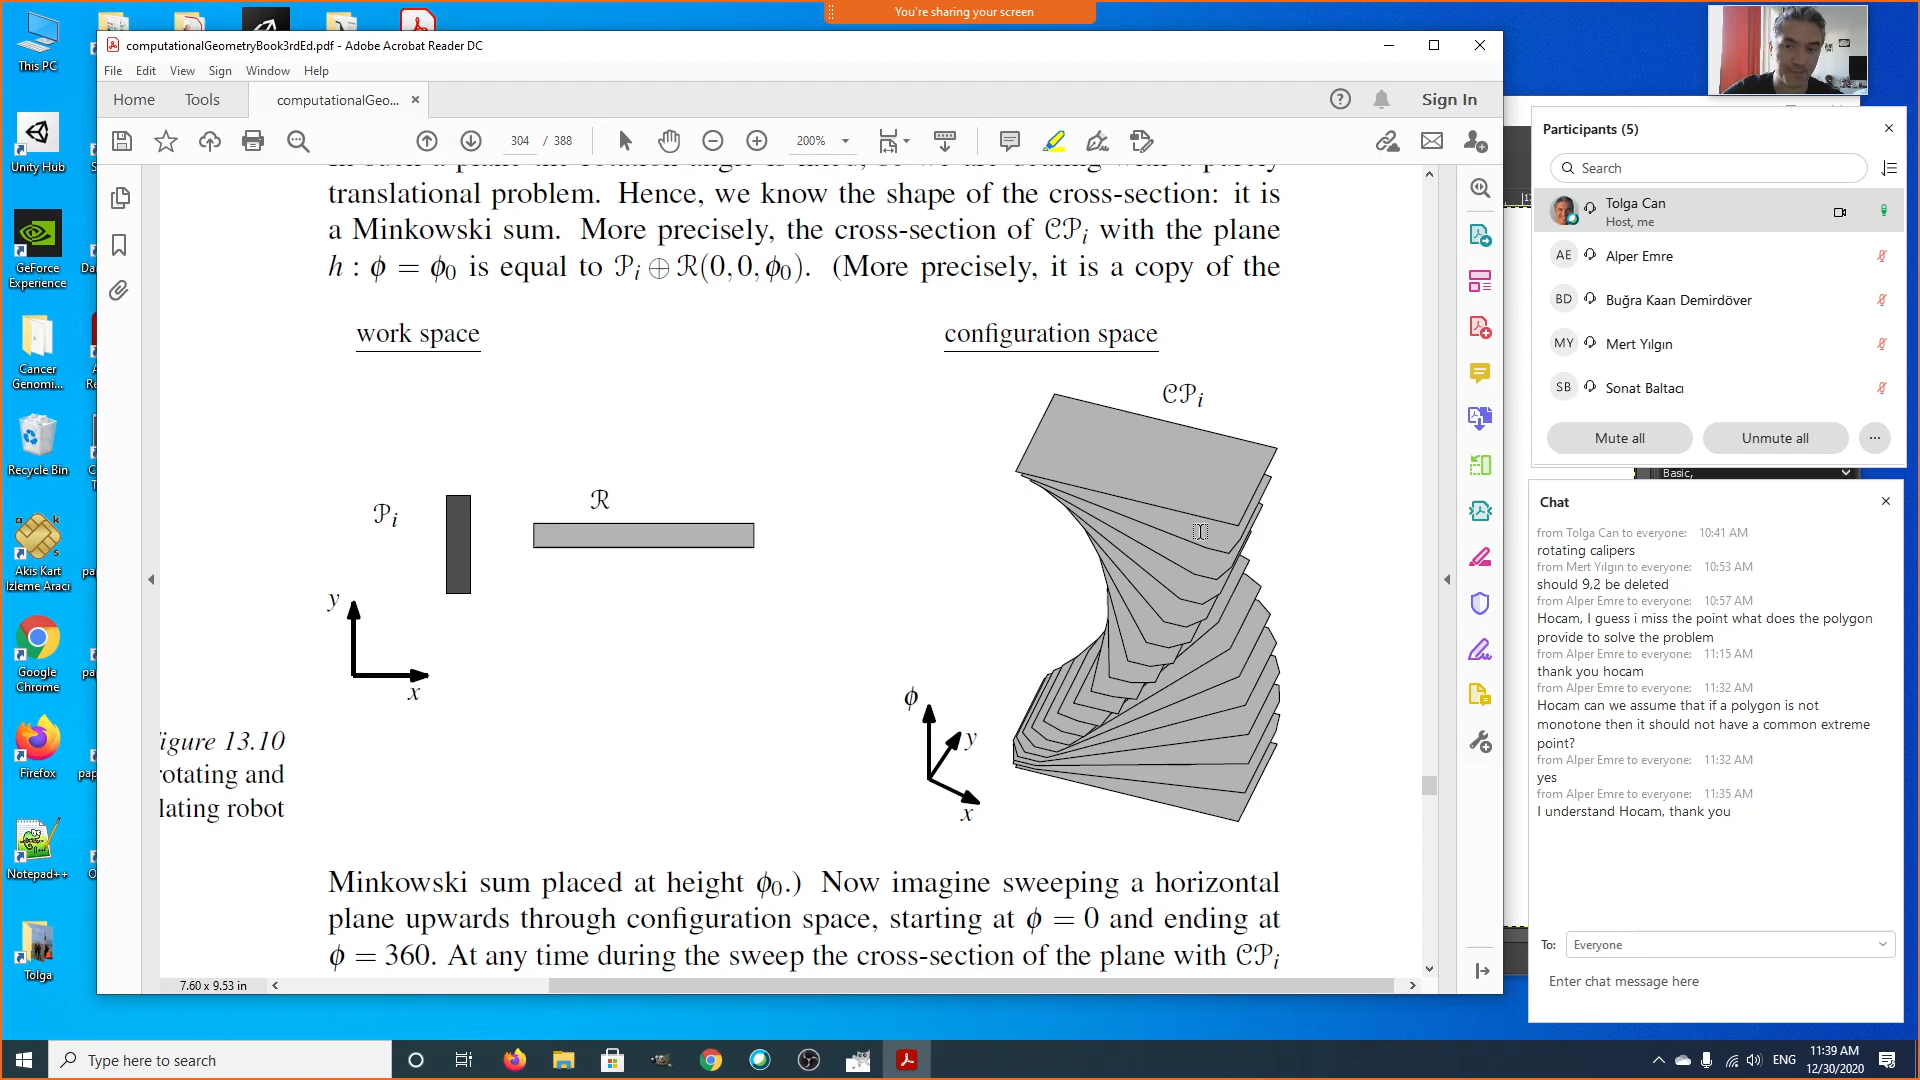 You're sharing your screen
computationalGeometryBook3rdEd.pdf - Adobe Acrobat Reader DC
File Edit View Sign Window Help
Home Tools computationalGeo... Sign In
304 / 388 200%
translational problem. Hence, we know the shape of the cross-section: it is
a Minkowski sum. More precisely, the cross-section of CP_i with the plane
h : ϕ = ϕ0 is equal to P_i ⊕ R(0,0,ϕ0). (More precisely, it is a copy of the
work space configuration space
CP_i
P_i R
y
x
ϕ
y
x
igure 13.10
rotating and
lating robot
Minkowski sum placed at height ϕ0.) Now imagine sweeping a horizontal
plane upwards through configuration space, starting at ϕ = 0 and ending at
ϕ = 360. At any time during the sweep the cross-section of the plane with CP_i
7.60 x 9.53 in
This PC
Unity Hub
GeForce
Experience
Cancer
Genomi...
Recycle Bin
Akis Kart
Izleme Araci
Google
Chrome
Firefox
Notepad++
Tolga
Participants (5)
Search
Tolga Can
Host, me
AE Alper Emre
BD Buğra Kaan Demirdöver
MY Mert Yılgın
SB Sonat Baltacı
Mute all Unmute all ...
Basic,
Chat
from Tolga Can to everyone: 10:41 AM
rotating calipers
from Mert Yılgın to everyone: 10:53 AM
should 9,2 be deleted
from Alper Emre to everyone: 10:57 AM
Hocam, I guess i miss the point what does the polygon
provide to solve the problem
from Alper Emre to everyone: 11:15 AM
thank you hocam
from Alper Emre to everyone: 11:32 AM
Hocam can we assume that if a polygon is not
monotone then it should not have a common extreme
point?
from Alper Emre to everyone: 11:32 AM
yes
from Alper Emre to everyone: 11:35 AM
I understand Hocam, thank you
To: Everyone
Enter chat message here
Type here to search
ENG
11:39 AM
12/30/2020